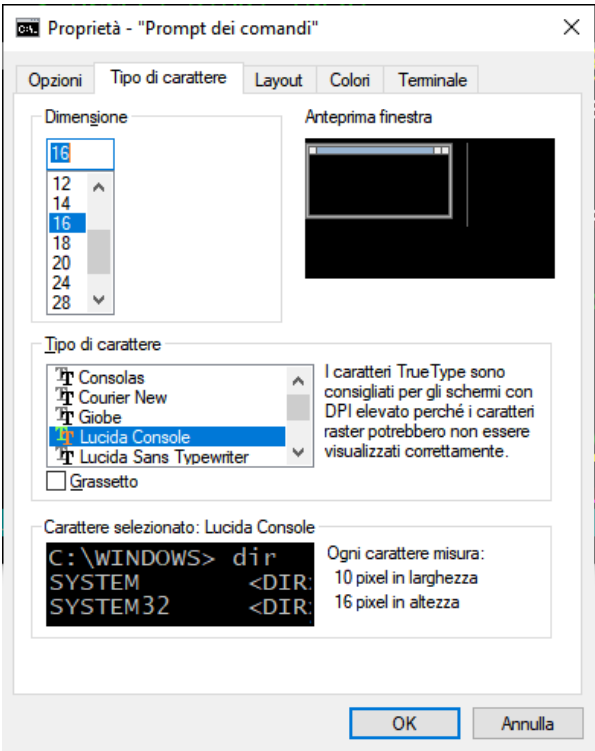 Proprietà - "Prompt dei comandi"
Opzioni Tipo di carattere Layout Colori Terminale
Dimensione
16
12
14
16
18
20
24
28
Anteprima finestra
Tipo di carattere
Consolas
Courier New
Giobe
Lucida Console
Lucida Sans Typewriter
Grassetto
I caratteri TrueType sono
consigliati per gli schermi con
DPI elevato perché i caratteri
raster potrebbero non essere
visualizzati correttamente.
Carattere selezionato: Lucida Console
C:\WINDOWS> dir
SYSTEM <DIR
SYSTEM32 <DIR
Ogni carattere misura:
10 pixel in larghezza
16 pixel in altezza
OK Annulla